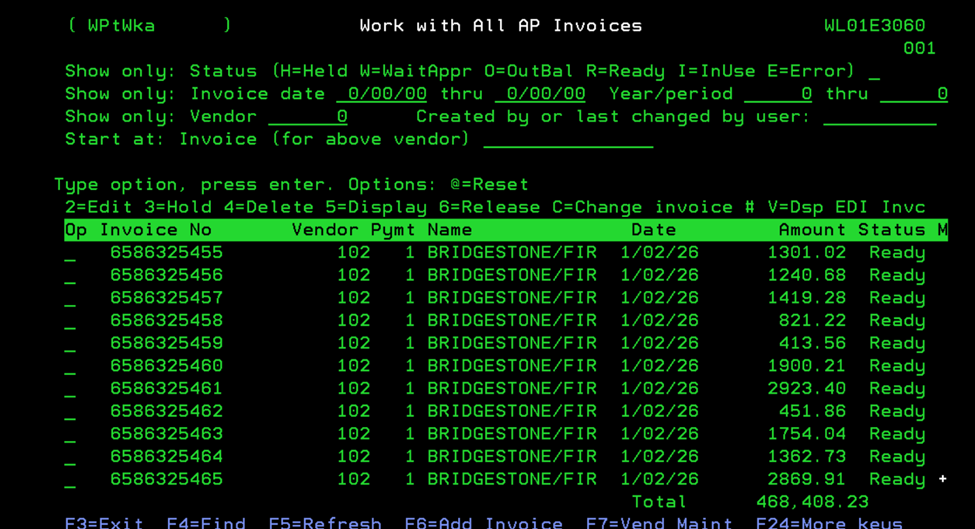 ( WPtWka      )            Work with All AP Invoices                WL01E3060
001
Show only: Status (H=Held W=WaitAppr O=OutBal R=Ready I=InUse E=Error) _
Show only: Invoice date  0/00/00 thru  0/00/00  Year/period      0 thru      0
Show only: Vendor       0      Created by or last changed by user: __________
Start at: Invoice (for above vendor) _______________
Type option, press enter. Options: @=Reset
2=Edit 3=Hold 4=Delete 5=Display 6=Release C=Change invoice # V=Dsp EDI Invc
Op Invoice No       Vendor Pymt Name              Date         Amount Status M
_   6586325455          102   1 BRIDGESTONE/FIR  1/02/26      1301.02  Ready
_   6586325456          102   1 BRIDGESTONE/FIR  1/02/26      1240.68  Ready
_   6586325457          102   1 BRIDGESTONE/FIR  1/02/26      1419.28  Ready
_   6586325458          102   1 BRIDGESTONE/FIR  1/02/26       821.22  Ready
_   6586325459          102   1 BRIDGESTONE/FIR  1/02/26       413.56  Ready
_   6586325460          102   1 BRIDGESTONE/FIR  1/02/26      1900.21  Ready
_   6586325461          102   1 BRIDGESTONE/FIR  1/02/26      2923.40  Ready
_   6586325462          102   1 BRIDGESTONE/FIR  1/02/26       451.86  Ready
_   6586325463          102   1 BRIDGESTONE/FIR  1/02/26      1754.04  Ready
_   6586325464          102   1 BRIDGESTONE/FIR  1/02/26      1362.73  Ready
_   6586325465          102   1 BRIDGESTONE/FIR  1/02/26      2869.91  Ready +
Total      468,408.23
F3=Exit  F4=Find  F5=Refresh  F6=Add Invoice  F7=Vend Maint  F24=More keys